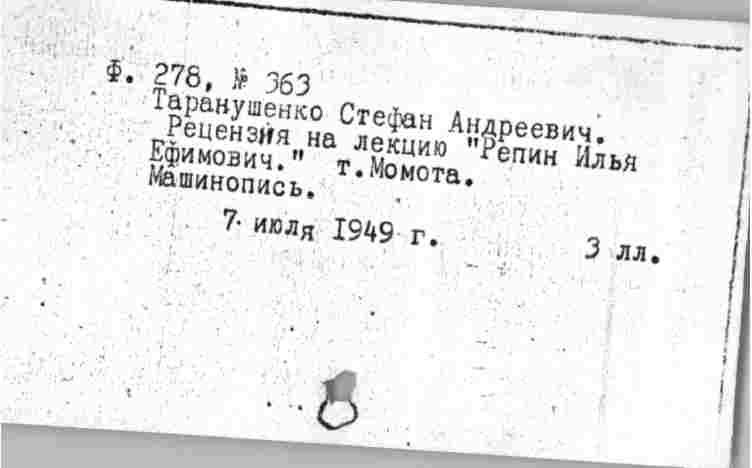 Ф. 278, № 363
Таранушенко Стефан Андреевич.
Рецензия на лекцию "Репин Илья
Ефимович." т.Момота.
Машинопись.
7 июля 1949 г. 3 лл.